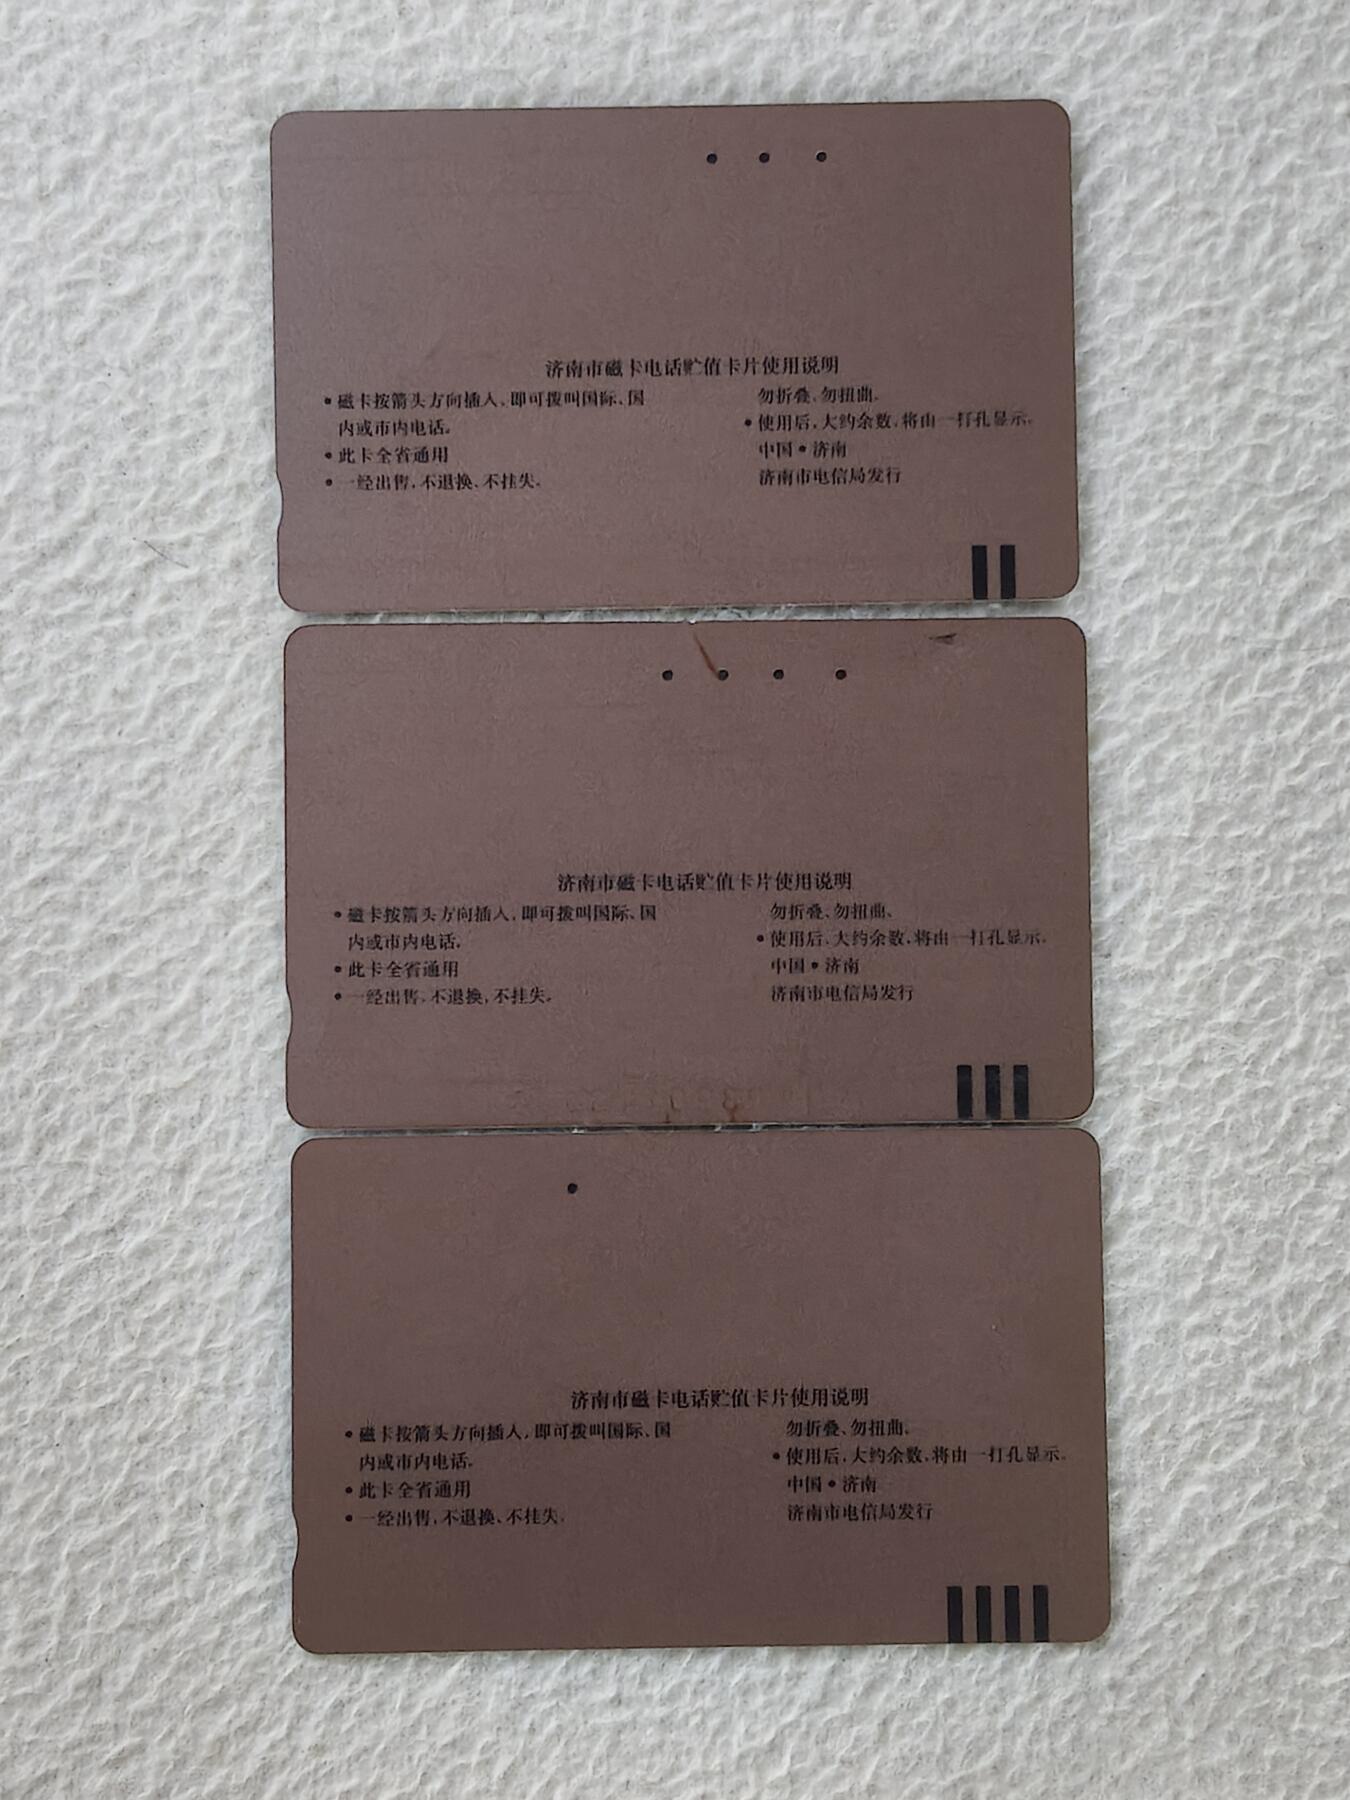 济南市磁卡电话贮值卡片使用说明
• 磁卡按箭头方向插入,即可拨叫国际、国
内或市内电话。
• 此卡全省通用
• 一经出售,不退换、不挂失。
勿折叠、勿扭曲。
• 使用后,大约余数,将由一打孔显示。
中国•济南
济南市电信局发行
济南市磁卡电话贮值卡片使用说明
• 磁卡按箭头方向插入,即可拨叫国际、国
内或市内电话。
• 此卡全省通用
• 一经出售,不退换,不挂失。
勿折叠、勿扭曲、
• 使用后、大约余数,将由一打孔显示。
中国•济南
济南市电信局发行
济南市磁卡电话贮值卡片使用说明
• 磁卡按箭头方向插入,即可拨叫国际、国
内或市内电话。
• 此卡全省通用
• 一经出售,不退换、不挂失。
勿折叠、勿扭曲、
• 使用后,大约余数,将由一打孔显示。
中国•济南
济南市电信局发行